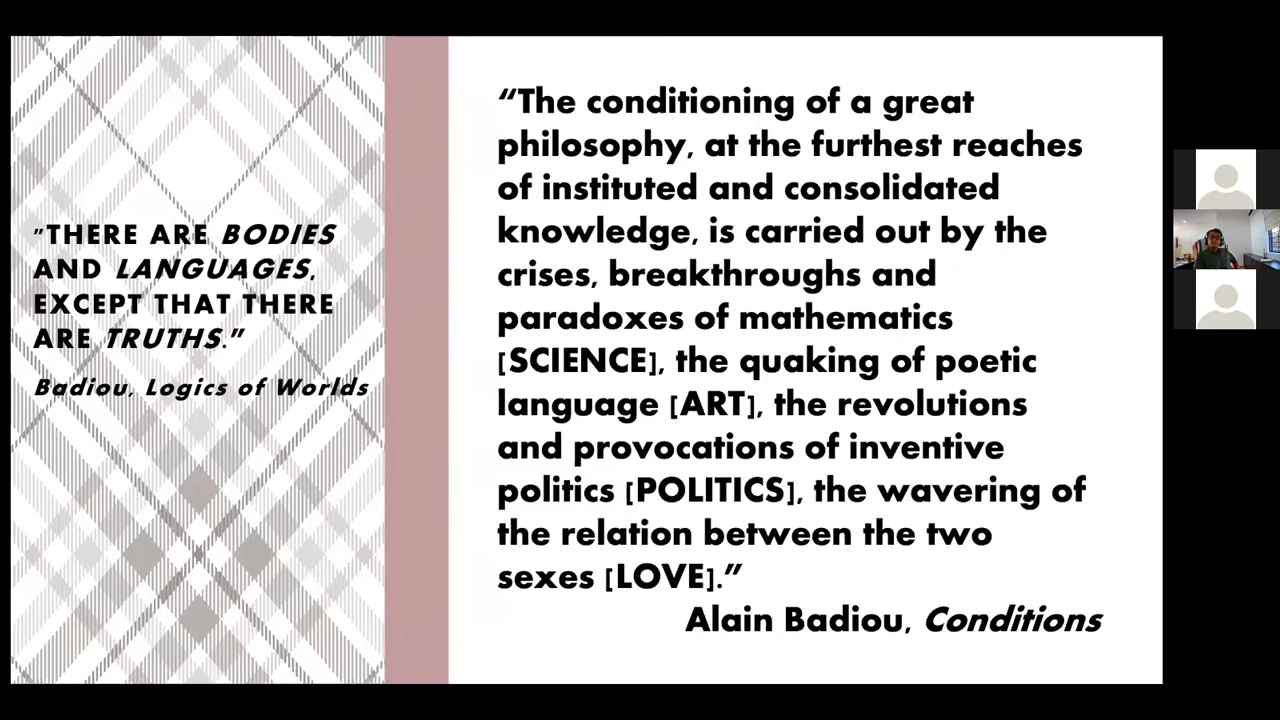 "THERE ARE BODIES
AND LANGUAGES,
EXCEPT THAT THERE
ARE TRUTHS."
Badiou, Logics of Worlds
“The conditioning of a great
philosophy, at the furthest reaches
of instituted and consolidated
knowledge, is carried out by the
crises, breakthroughs and
paradoxes of mathematics
[SCIENCE], the quaking of poetic
language [ART], the revolutions
and provocations of inventive
politics [POLITICS], the wavering of
the relation between the two
sexes [LOVE].”
Alain Badiou, Conditions